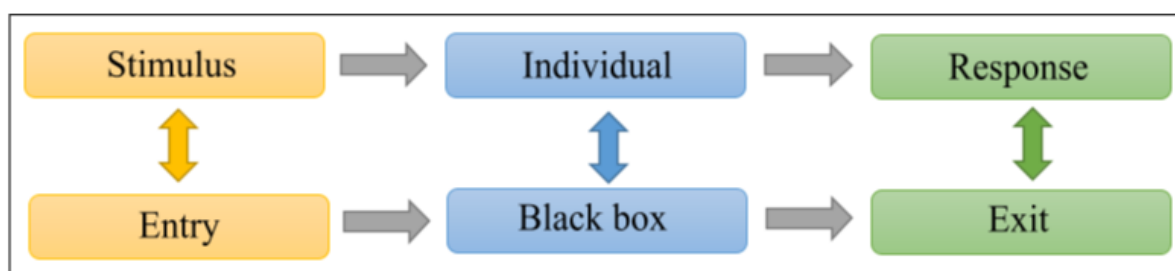 Stimulus
Individual
Response
Entry
Black box
Exit